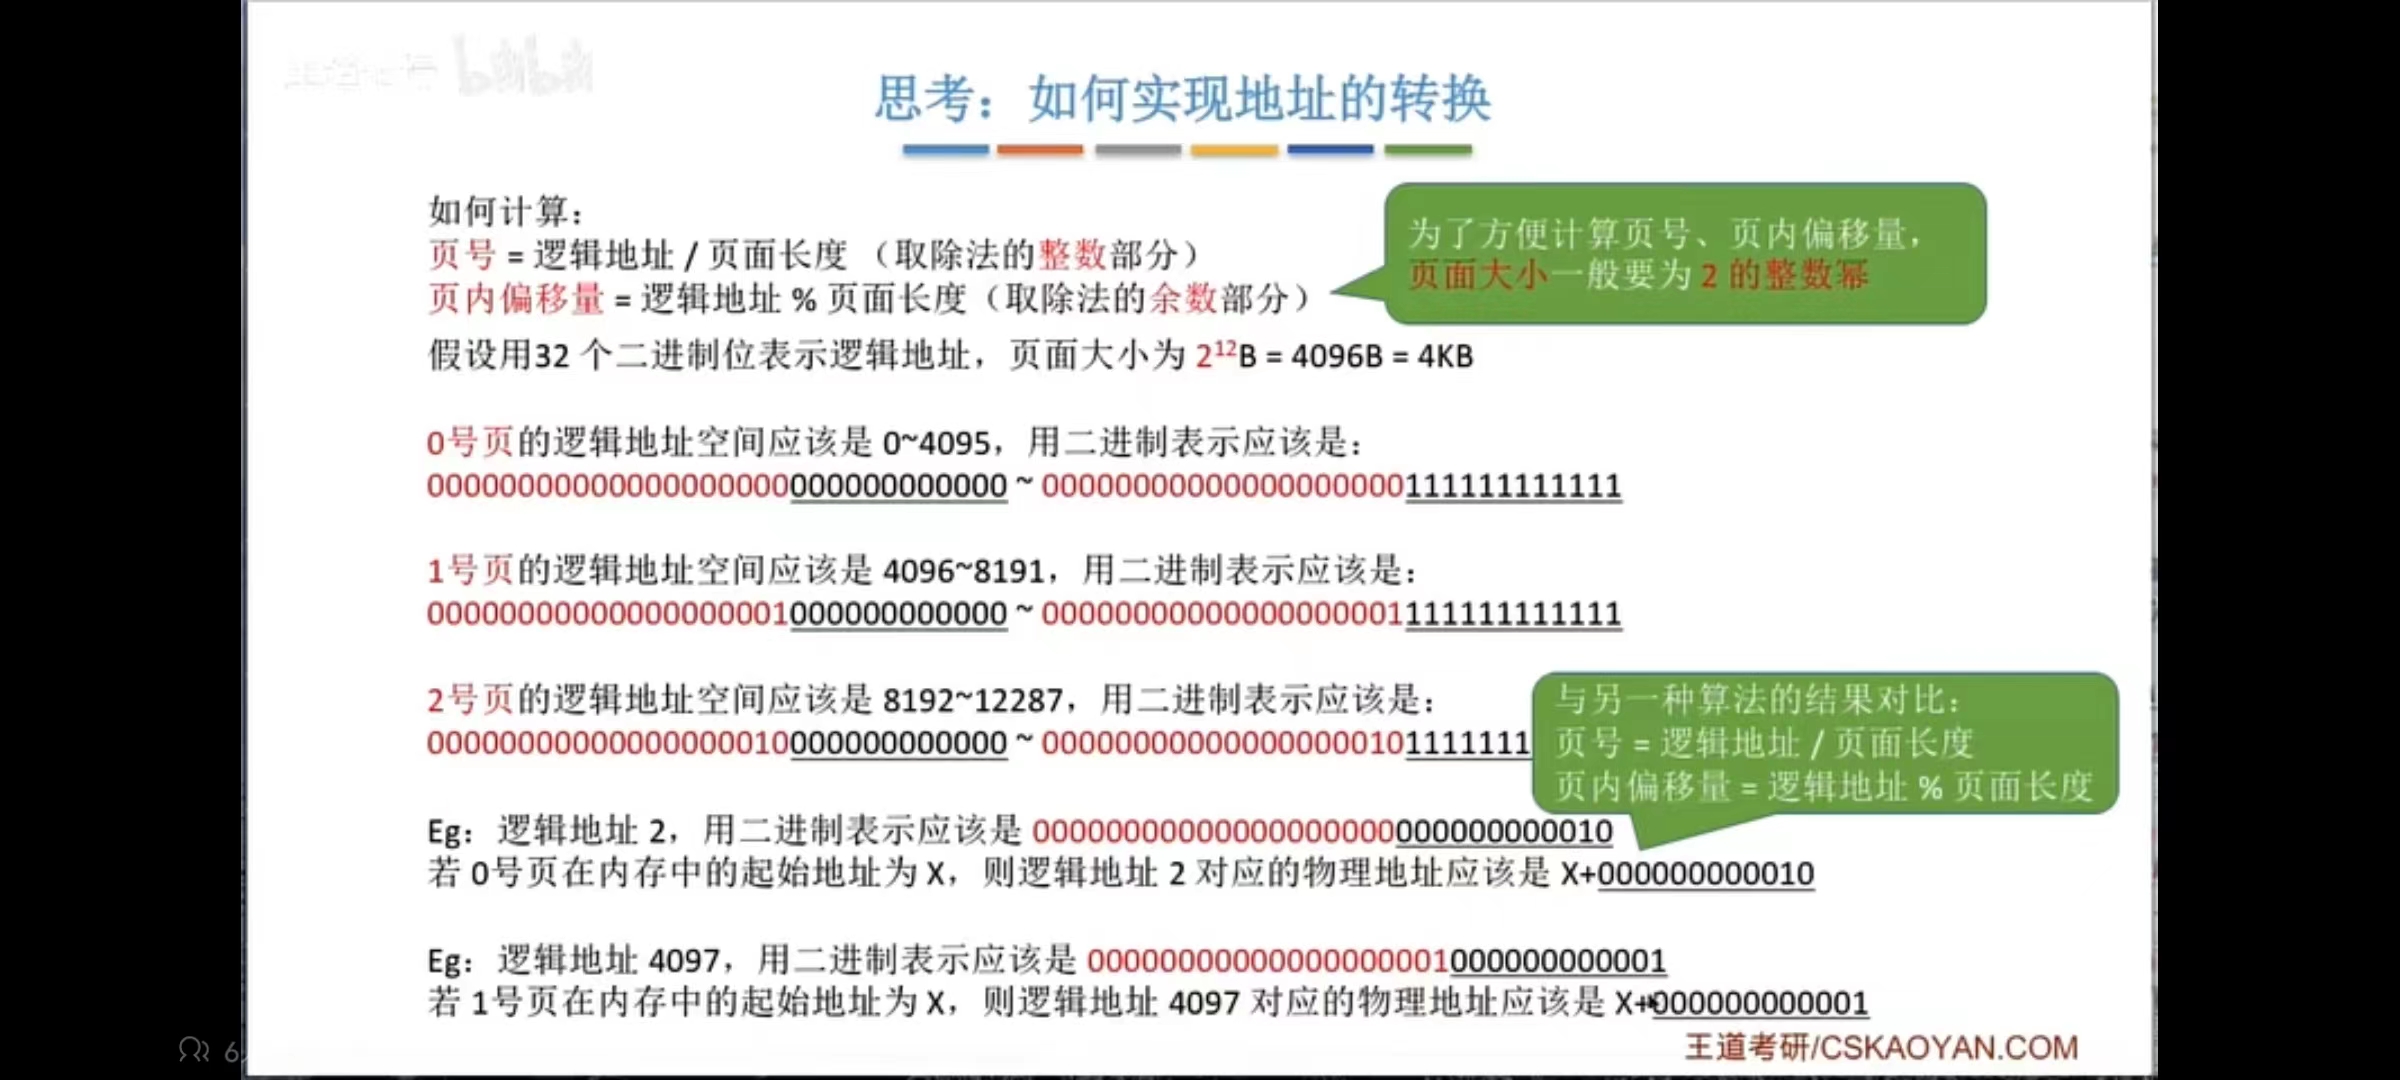 bilibili
思考：如何实现地址的转换
如何计算：
页号 = 逻辑地址 / 页面长度 （取除法的整数部分）
页内偏移量 = 逻辑地址 % 页面长度（取除法的余数部分）
为了方便计算页号、页内偏移量，
页面大小一般要为 2 的整数幂
假设用32 个二进制位表示逻辑地址，页面大小为 2¹²B = 4096B = 4KB
0号页的逻辑地址空间应该是 0~4095，用二进制表示应该是：
00000000000000000000000000000000 ~ 00000000000000000000111111111111
1号页的逻辑地址空间应该是 4096~8191，用二进制表示应该是：
00000000000000000001000000000000 ~ 00000000000000000001111111111111
2号页的逻辑地址空间应该是 8192~12287，用二进制表示应该是：
00000000000000000010000000000000 ~ 000000000000000000101111111
与另一种算法的结果对比：
页号 = 逻辑地址 / 页面长度
页内偏移量 = 逻辑地址 % 页面长度
Eg：逻辑地址 2，用二进制表示应该是 00000000000000000000000000000010
若 0号页在内存中的起始地址为 X，则逻辑地址 2 对应的物理地址应该是 X+000000000010
Eg：逻辑地址 4097，用二进制表示应该是 00000000000000000001000000000001
若 1号页在内存中的起始地址为 X，则逻辑地址 4097 对应的物理地址应该是 X+000000000001
王道考研/CSKAOYAN.COM